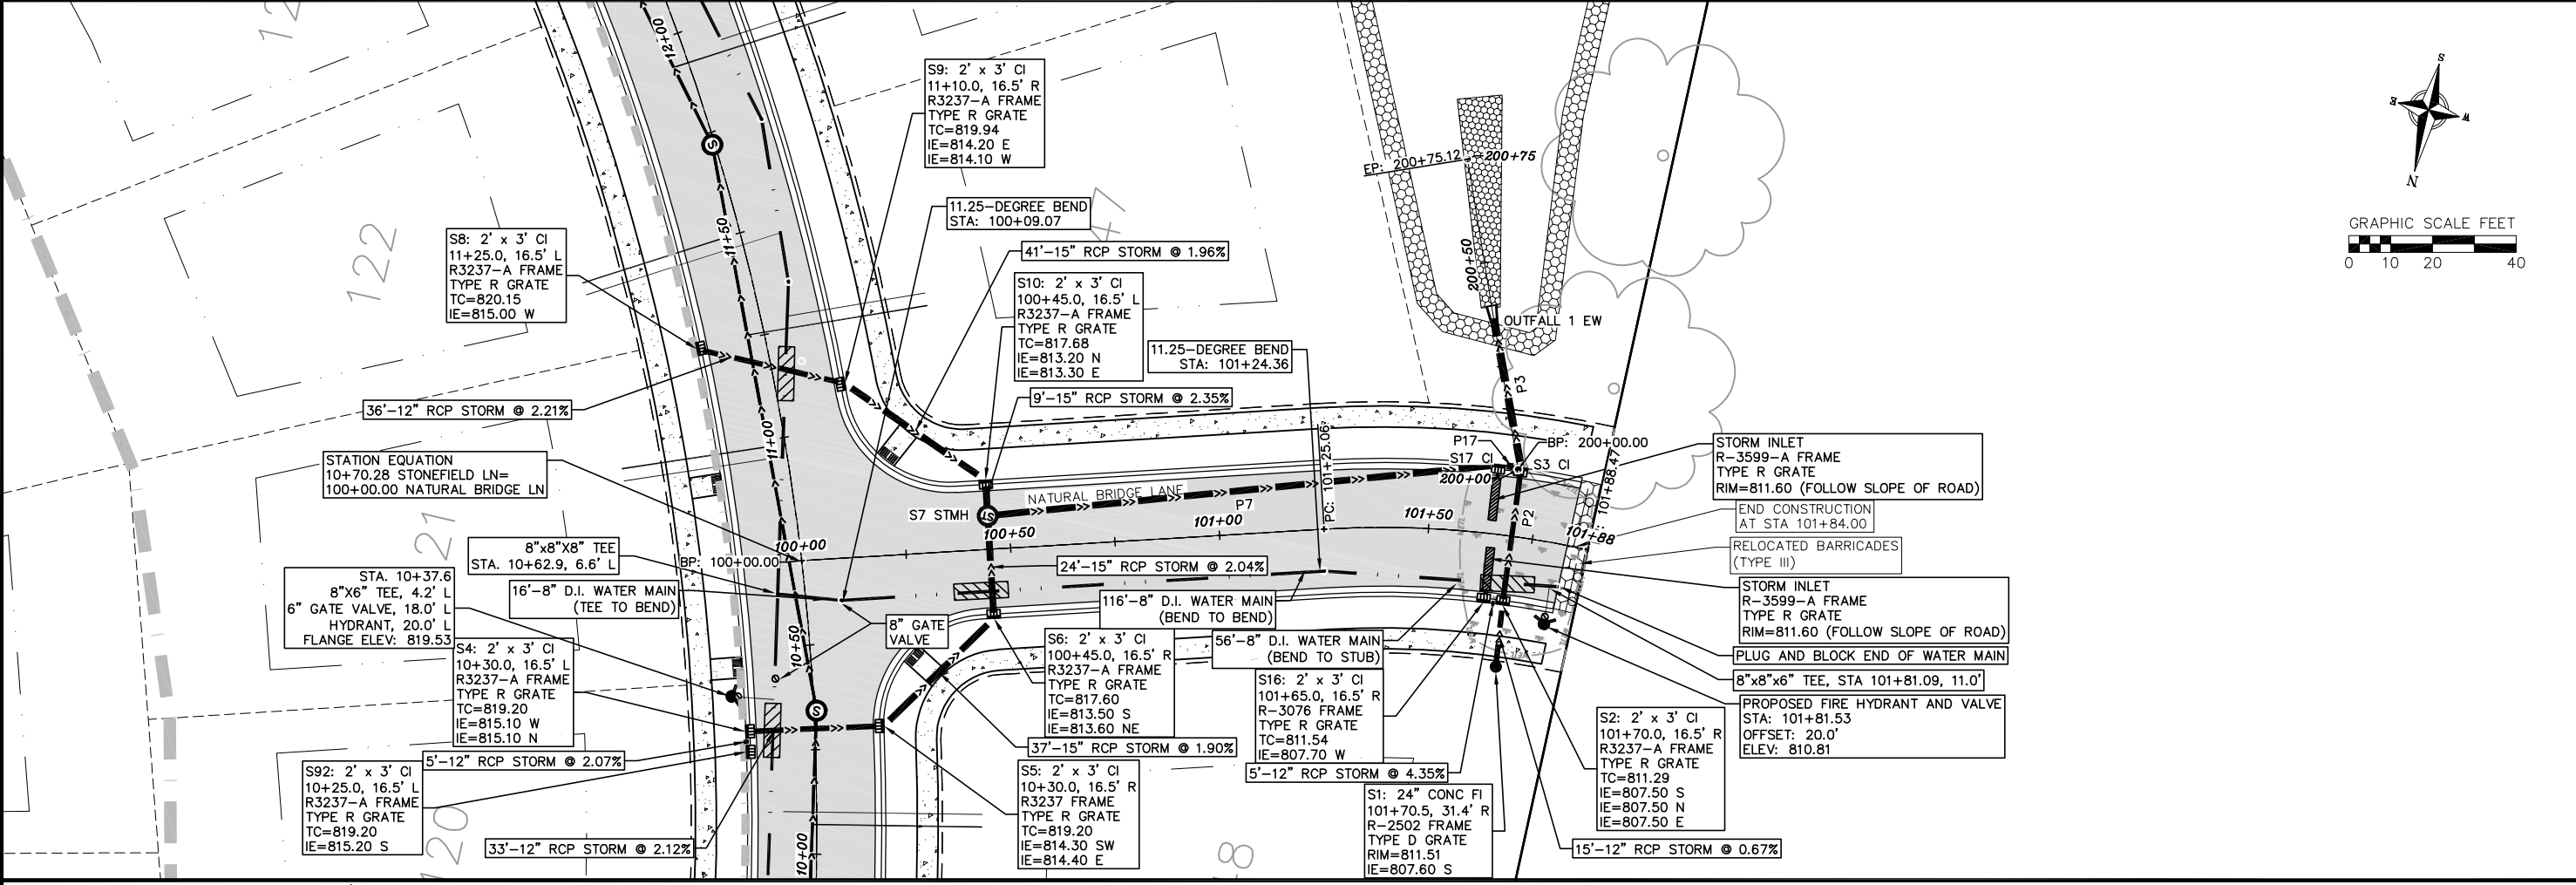 12+00
S9: 2' x 3' CI
11+10.0, 16.5' R
R3237-A FRAME
TYPE R GRATE
TC=819.94
IE=814.20 E
IE=814.10 W
S
E
W
N
GRAPHIC SCALE FEET
0 10 20 40
EP: 200+75.12
200+75
11.25-DEGREE BEND
STA: 100+09.07
47
11+50
S8: 2' x 3' CI
11+25.0, 16.5' L
R3237-A FRAME
TYPE R GRATE
TC=820.15
IE=815.00 W
122
41'-15" RCP STORM @ 1.96%
S10: 2' x 3' CI
100+45.0, 16.5' L
R3237-A FRAME
TYPE R GRATE
TC=817.68
IE=813.20 N
IE=813.30 E
200+50
OUTFALL 1 EW
11.25-DEGREE BEND
STA: 101+24.36
P3
36'-12" RCP STORM @ 2.21%
9'-15" RCP STORM @ 2.35%
11+00
STATION EQUATION
10+70.28 STONEFIELD LN=
100+00.00 NATURAL BRIDGE LN
PC: 101+25.06
P17
BP: 200+00.00
S17 CI
S3 CI
200+00
101+88.47
STORM INLET
R-3599-A FRAME
TYPE R GRATE
RIM=811.60 (FOLLOW SLOPE OF ROAD)
NATURAL BRIDGE LANE
P7
S7 STMH
ST
P2
100+00
100+50
101+00
101+50
101+88
END CONSTRUCTION
AT STA 101+84.00
RELOCATED BARRICADES
(TYPE III)
121
8"x8"X8" TEE
STA. 10+62.9, 6.6' L
BP: 100+00.00
24'-15" RCP STORM @ 2.04%
STA. 10+37.6
8"X6" TEE, 4.2' L
6" GATE VALVE, 18.0' L
HYDRANT, 20.0' L
FLANGE ELEV: 819.53
16'-8" D.I. WATER MAIN
(TEE TO BEND)
116'-8" D.I. WATER MAIN
(BEND TO BEND)
STORM INLET
R-3599-A FRAME
TYPE R GRATE
RIM=811.60 (FOLLOW SLOPE OF ROAD)
8" GATE
VALVE
10+50
S4: 2' x 3' CI
10+30.0, 16.5' L
R3237-A FRAME
TYPE R GRATE
TC=819.20
IE=815.10 W
IE=815.10 N
S6: 2' x 3' CI
100+45.0, 16.5' R
R3237-A FRAME
TYPE R GRATE
TC=817.60
IE=813.50 S
IE=813.60 NE
56'-8" D.I. WATER MAIN
(BEND TO STUB)
PLUG AND BLOCK END OF WATER MAIN
8"x8"x6" TEE, STA 101+81.09, 11.0'
S16: 2' x 3' CI
101+65.0, 16.5' R
R-3076 FRAME
TYPE R GRATE
TC=811.54
IE=807.70 W
PROPOSED FIRE HYDRANT AND VALVE
STA: 101+81.53
OFFSET: 20.0'
ELEV: 810.81
S2: 2' x 3' CI
101+70.0, 16.5' R
R3237-A FRAME
TYPE R GRATE
TC=811.29
IE=807.50 S
IE=807.50 N
IE=807.50 E
37'-15" RCP STORM @ 1.90%
5'-12" RCP STORM @ 2.07%
S92: 2' x 3' CI
10+25.0, 16.5' L
R3237-A FRAME
TYPE R GRATE
TC=819.20
IE=815.20 S
S5: 2' x 3' CI
10+30.0, 16.5' R
R3237 FRAME
TYPE R GRATE
TC=819.20
IE=814.30 SW
IE=814.40 E
5'-12" RCP STORM @ 4.35%
S1: 24" CONC FI
101+70.5, 31.4' R
R-2502 FRAME
TYPE D GRATE
RIM=811.51
IE=807.60 S
120
33'-12" RCP STORM @ 2.12%
10+00
15'-12" RCP STORM @ 0.67%